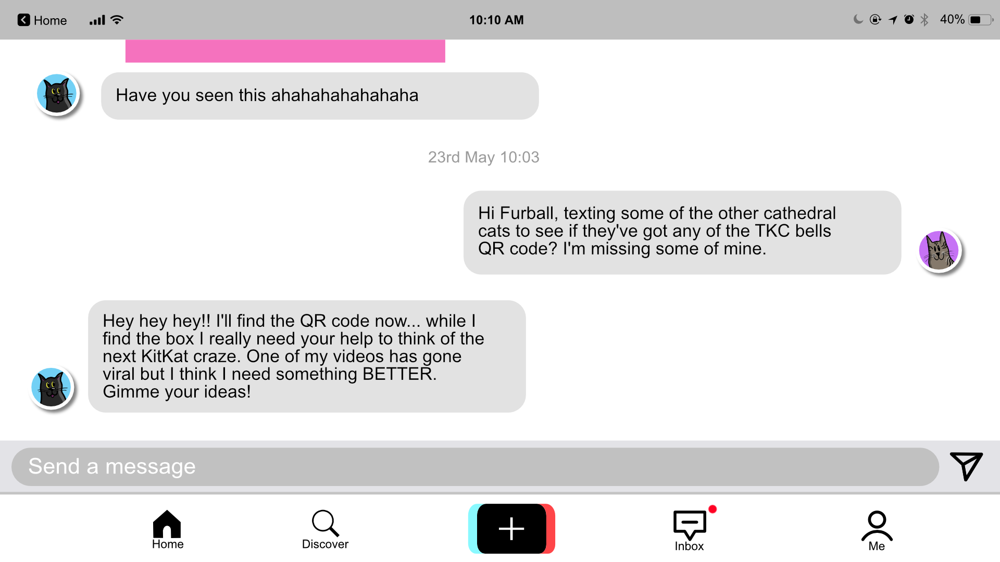 Home
10:10 AM
40%
Have you seen this ahahahahahaha
23rd May 10:03
Hi Furball, texting some of the other cathedral
cats to see if they've got any of the TKC bells
QR code? I'm missing some of mine.
Hey hey hey!! I'll find the QR code now... while I
find the box I really need your help to think of the
next KitKat craze. One of my videos has gone
viral but I think I need something BETTER.
Gimme your ideas!
Send a message
Home
Discover
Inbox
Me